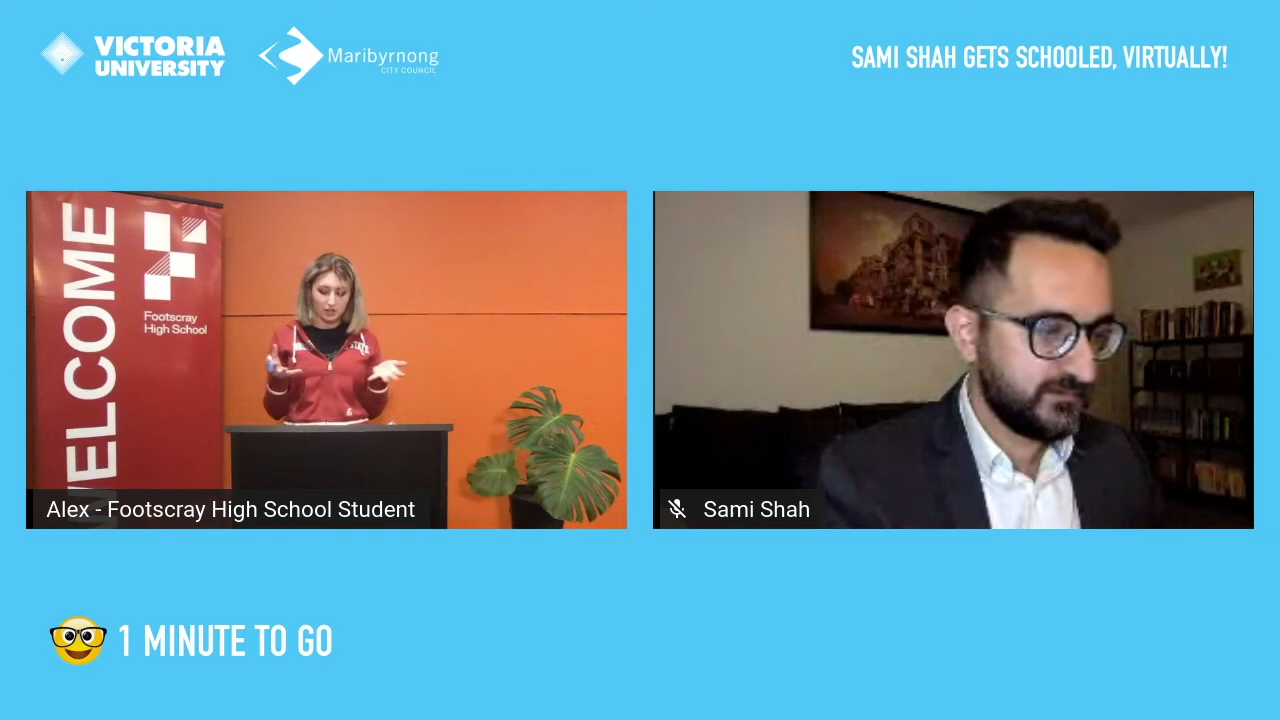 VICTORIA
UNIVERSITY
Maribyrnong
CITY COUNCIL
SAMI SHAH GETS SCHOOLED, VIRTUALLY!
WELCOME
Footscray
High School
Alex - Footscray High School Student
Sami Shah
1 MINUTE TO GO